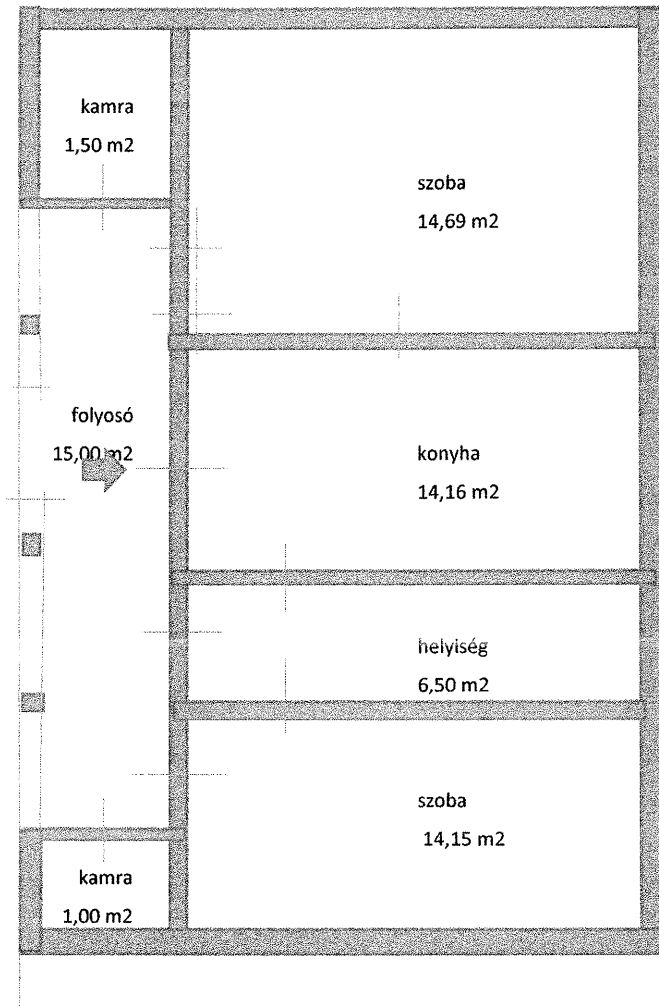 kamra
1,50 m2
szoba
14,69 m2
folyosó
15,00 m2
konyha
14,16 m2
helyiség
6,50 m2
szoba
14,15 m2
kamra
1,00 m2